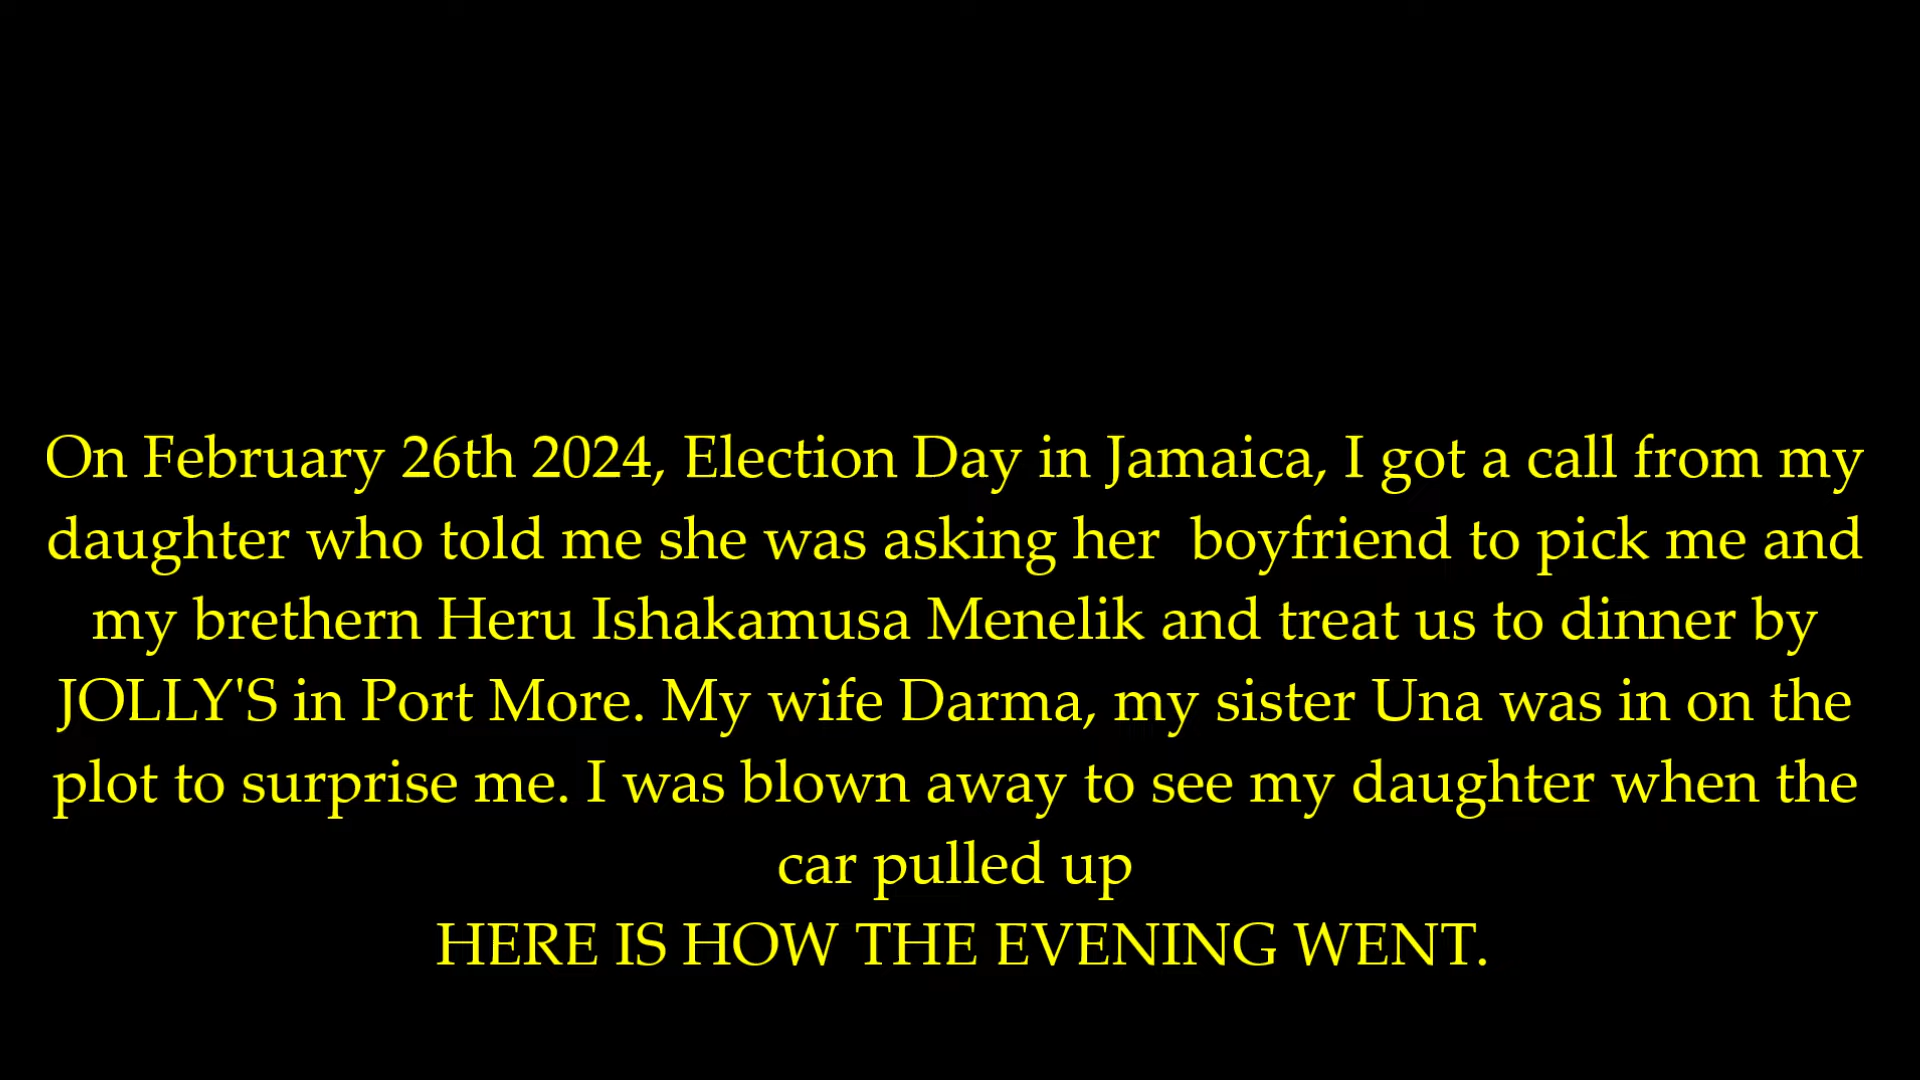 On February 26th 2024, Election Day in Jamaica, I got a call from my
daughter who told me she was asking her  boyfriend to pick me and
my brethern Heru Ishakamusa Menelik and treat us to dinner by
JOLLY'S in Port More. My wife Darma, my sister Una was in on the
plot to surprise me. I was blown away to see my daughter when the
car pulled up
HERE IS HOW THE EVENING WENT.